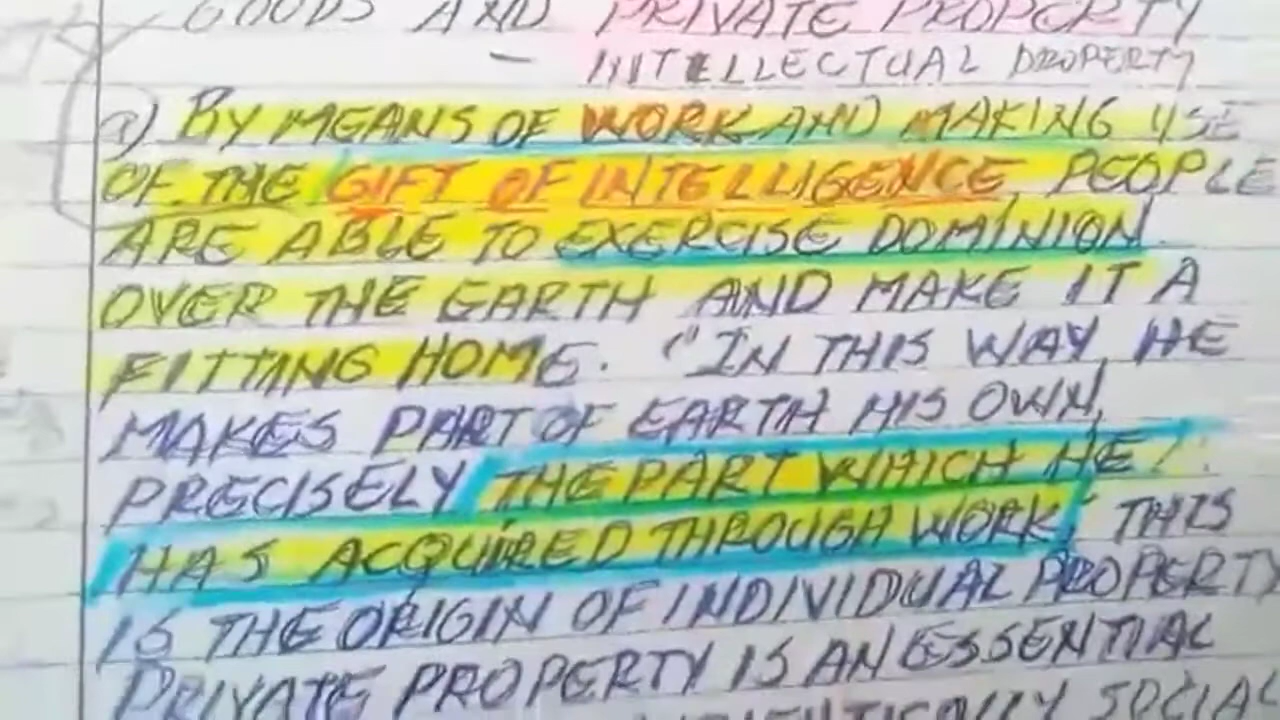 GOODS AND PRIVATE PROPERTY
— INTELLECTUAL PROPERTY
a) BY MEANS OF WORK AND MAKING USE
OF THE GIFT OF INTELLIGENCE, PEOPLE
ARE ABLE TO EXERCISE DOMINION
OVER THE EARTH AND MAKE IT A
FITTING HOME. "IN THIS WAY, HE
MAKES PART OF EARTH HIS OWN,
PRECISELY THE PART WHICH HE
HAS ACQUIRED THROUGH WORK; THIS
IS THE ORIGIN OF INDIVIDUAL PROPERTY
PRIVATE PROPERTY IS AN ESSENTIAL
SOCIAL